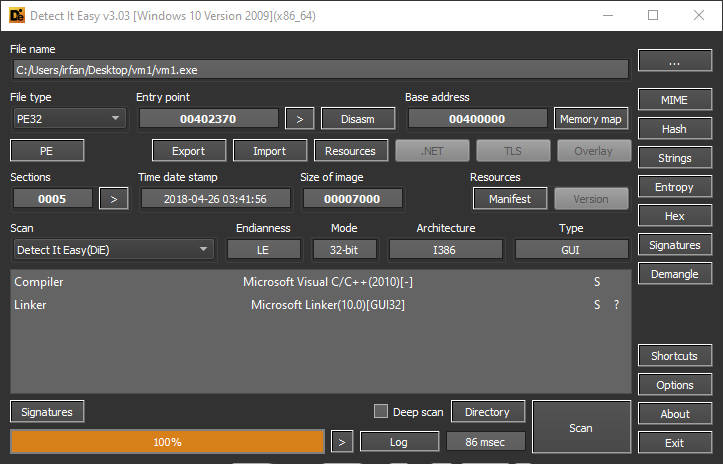 Detect It Easy v3.03 [Windows 10 Version 2009](x86_64)
File name
C:/Users/irfan/Desktop/vm1/vm1.exe
...
File type Entry point Base address
PE32 00402370 > Disasm 00400000 Memory map
MIME
PE Export Import Resources .NET TLS Overlay
Hash
Strings
Sections Time date stamp Size of image Resources
0005 > 2018-04-26 03:41:56 00007000 Manifest Version
Entropy
Hex
Scan Endianness Mode Architecture Type
Detect It Easy(DiE) LE 32-bit I386 GUI
Signatures
Demangle
Compiler Microsoft Visual C/C++(2010)[-] S
Linker Microsoft Linker(10.0)[GUI32] S ?
Shortcuts
Options
Signatures Deep scan Directory Scan About
100% > Log 86 msec Exit